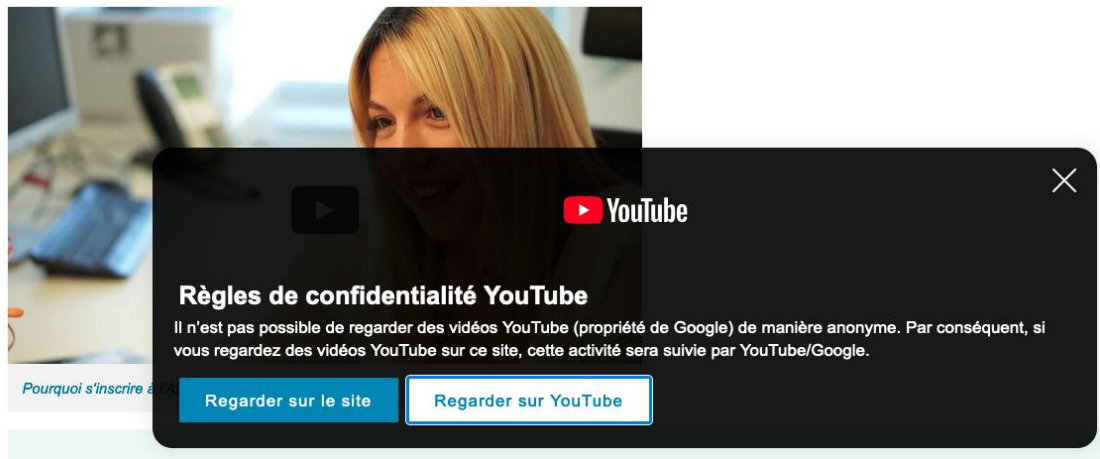 YouTube
Règles de confidentialité YouTube
Il n'est pas possible de regarder des vidéos YouTube (propriété de Google) de manière anonyme. Par conséquent, si
vous regardez des vidéos YouTube sur ce site, cette activité sera suivie par YouTube/Google.
Pourquoi s'inscrire à
Regarder sur le site
Regarder sur YouTube